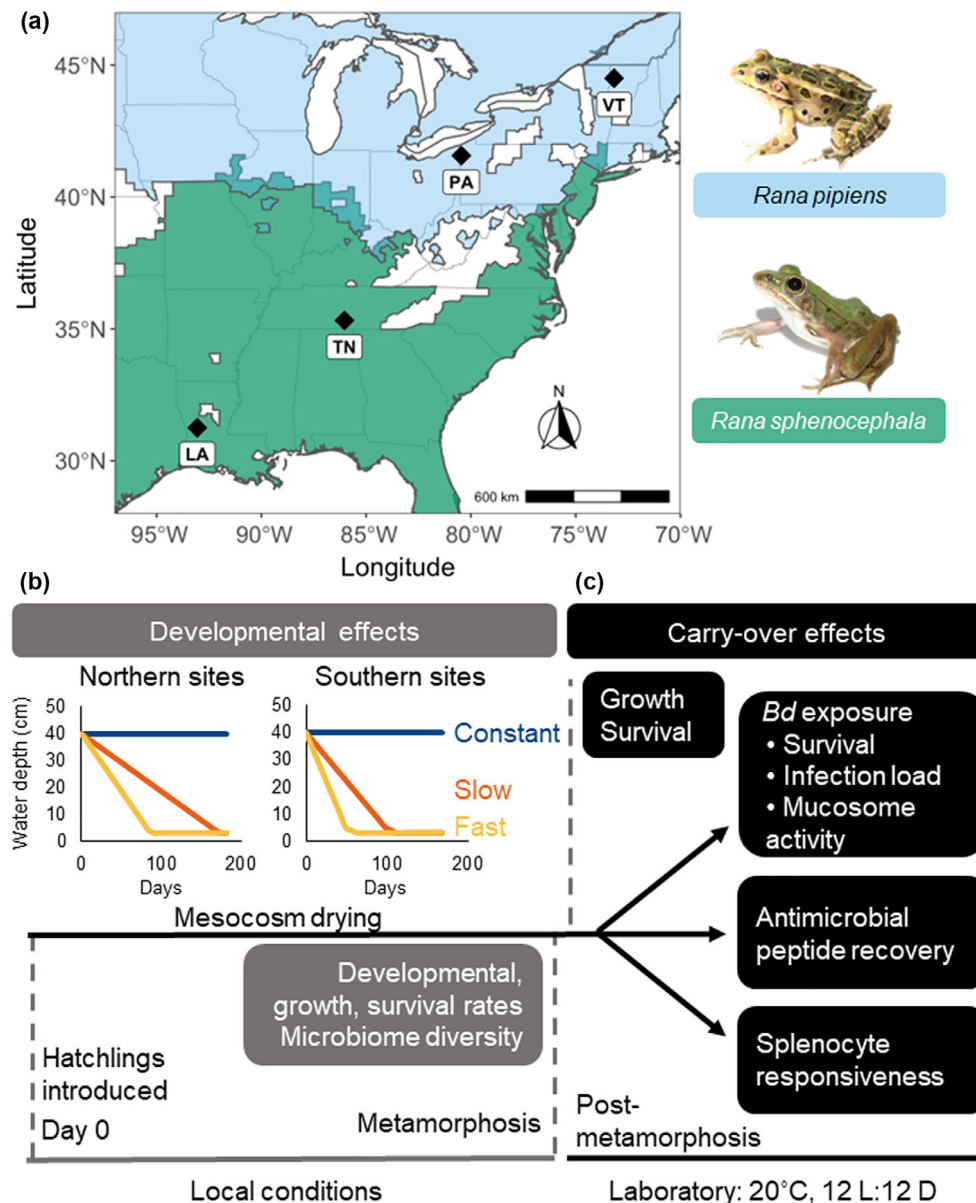 (a)
45°N
40°N
35°N
30°N
Latitude
VT
PA
TN
LA
N
600 km
95°W 90°W 85°W 80°W 75°W 70°W
Longitude
Rana pipiens
Rana sphenocephala
(b)
Developmental effects
Northern sites
Southern sites
Water depth (cm)
50
40
30
20
10
0
0 100 200
Days
0 100 200
Days
Constant
Slow
Fast
Mesocosm drying
Developmental,
growth, survival rates
Microbiome diversity
Hatchlings
introduced
Day 0
Metamorphosis
Local conditions
(c)
Carry-over effects
Growth
Survival
Bd exposure
• Survival
• Infection load
• Mucosome
activity
Antimicrobial
peptide recovery
Splenocyte
responsiveness
Post-
metamorphosis
Laboratory: 20°C, 12 L:12 D